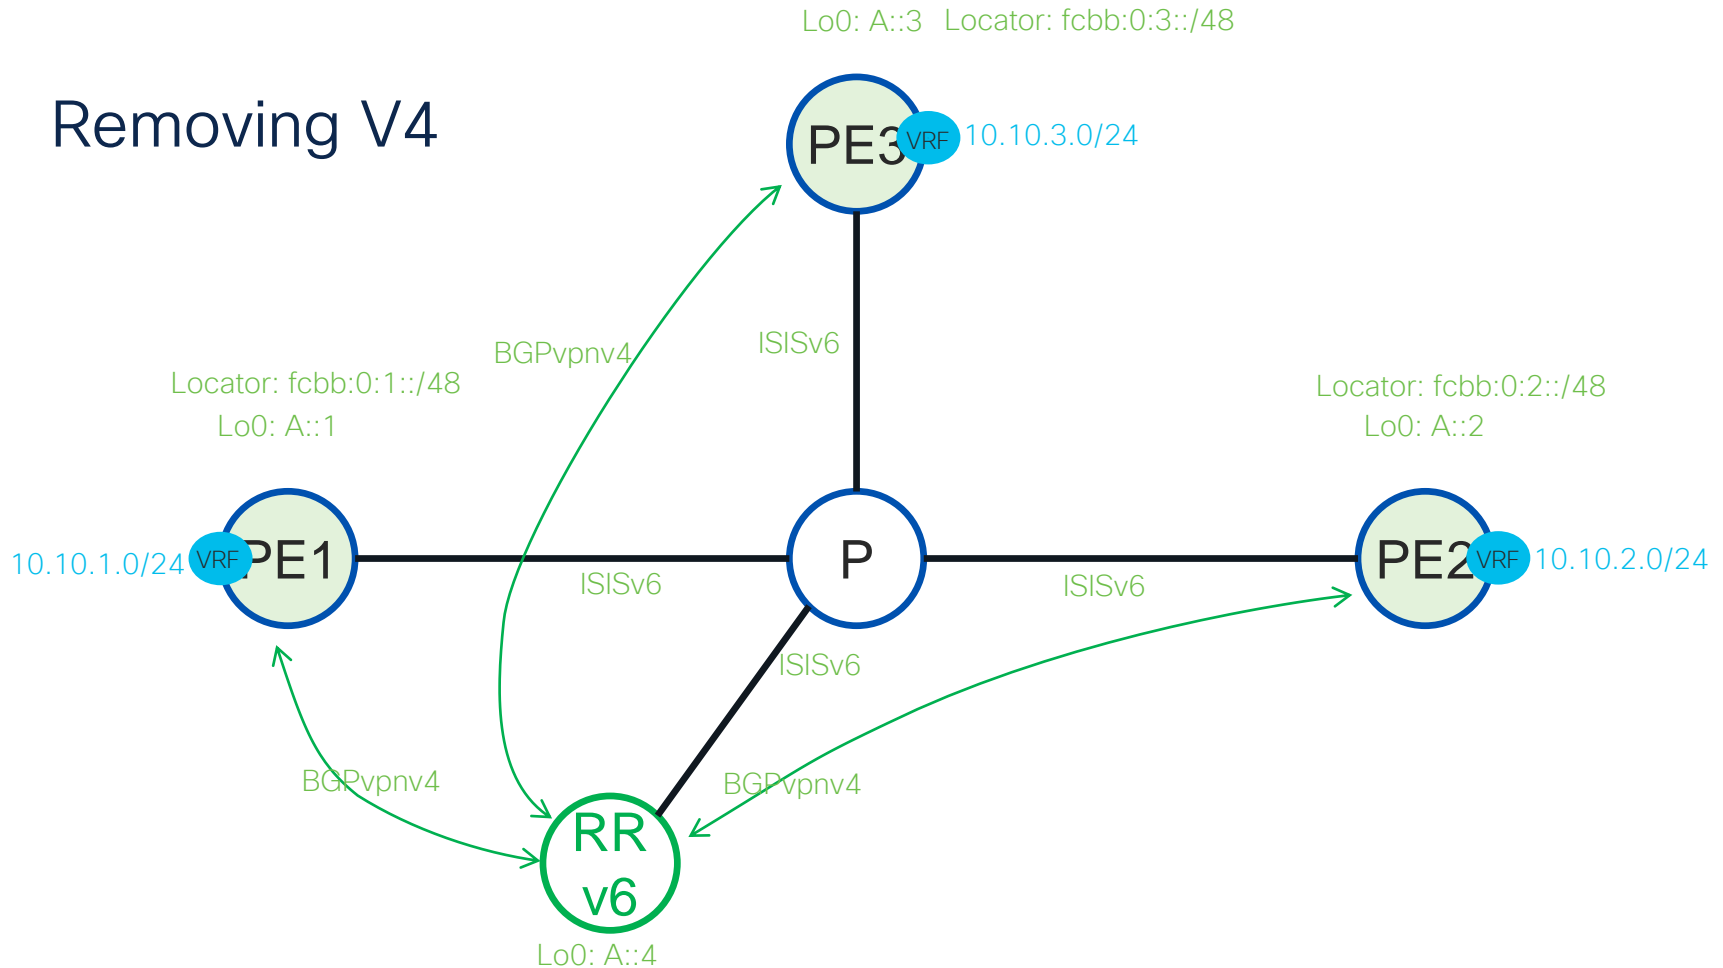 Lo0: A::3 Locator: fcbb:0:3::/48
Removing V4
PE3
VRF
10.10.3.0/24
BGPvpnv4
ISISv6
Locator: fcbb:0:1::/48
Lo0: A::1
Locator: fcbb:0:2::/48
Lo0: A::2
10.10.1.0/24
VRF
PE1
ISISv6
P
ISISv6
PE2
VRF
10.10.2.0/24
ISISv6
BGPvpnv4
BGPvpnv4
RR
v6
Lo0: A::4